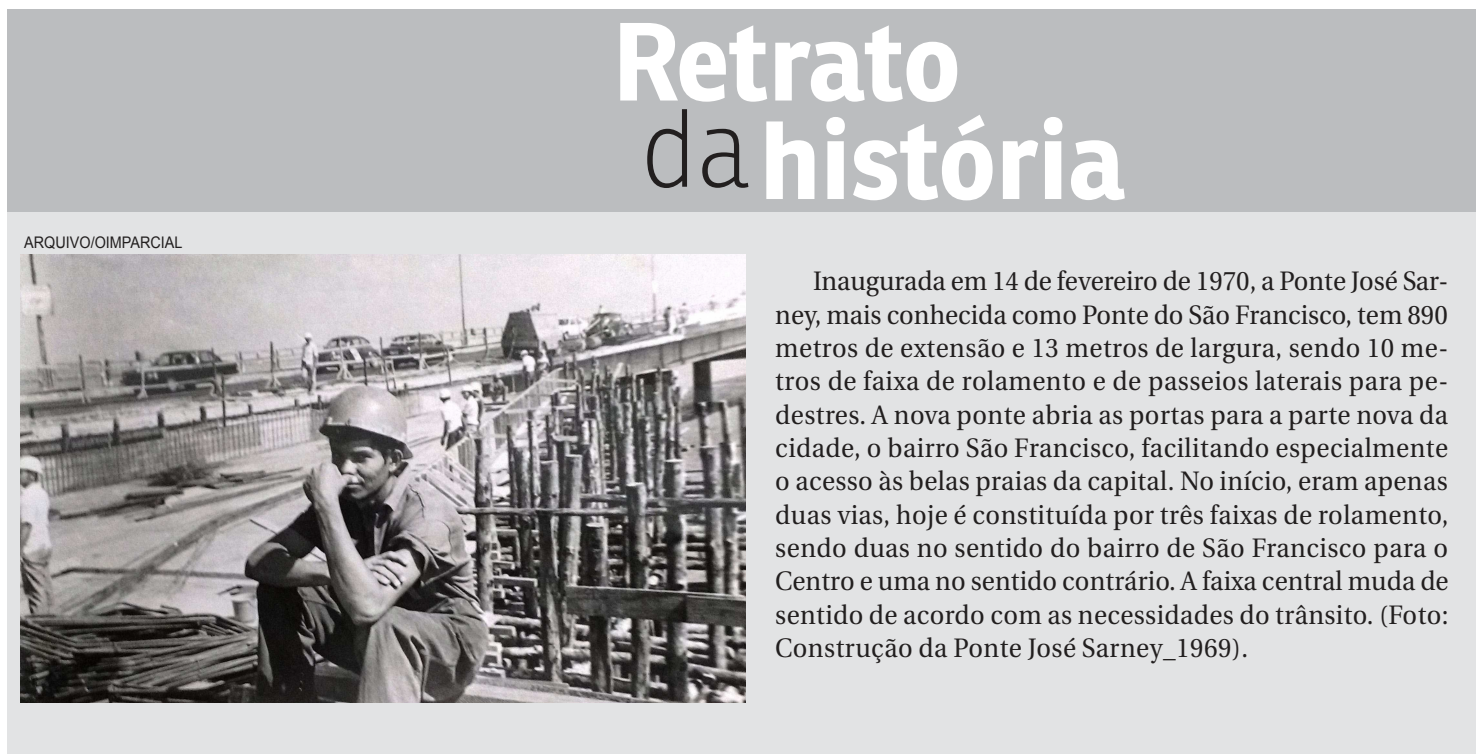 Retrato
da história
ARQUIVO/OIMPARCIAL
Inaugurada em 14 de fevereiro de 1970, a Ponte José Sar-
ney, mais conhecida como Ponte do São Francisco, tem 890
metros de extensão e 13 metros de largura, sendo 10 me-
tros de faixa de rolamento e de passeios laterais para pe-
destres. A nova ponte abria as portas para a parte nova da
cidade, o bairro São Francisco, facilitando especialmente
o acesso às belas praias da capital. No início, eram apenas
duas vias, hoje é constituída por três faixas de rolamento,
sendo duas no sentido do bairro de São Francisco para o
Centro e uma no sentido contrário. A faixa central muda de
sentido de acordo com as necessidades do trânsito. (Foto:
Construção da Ponte José Sarney_1969).